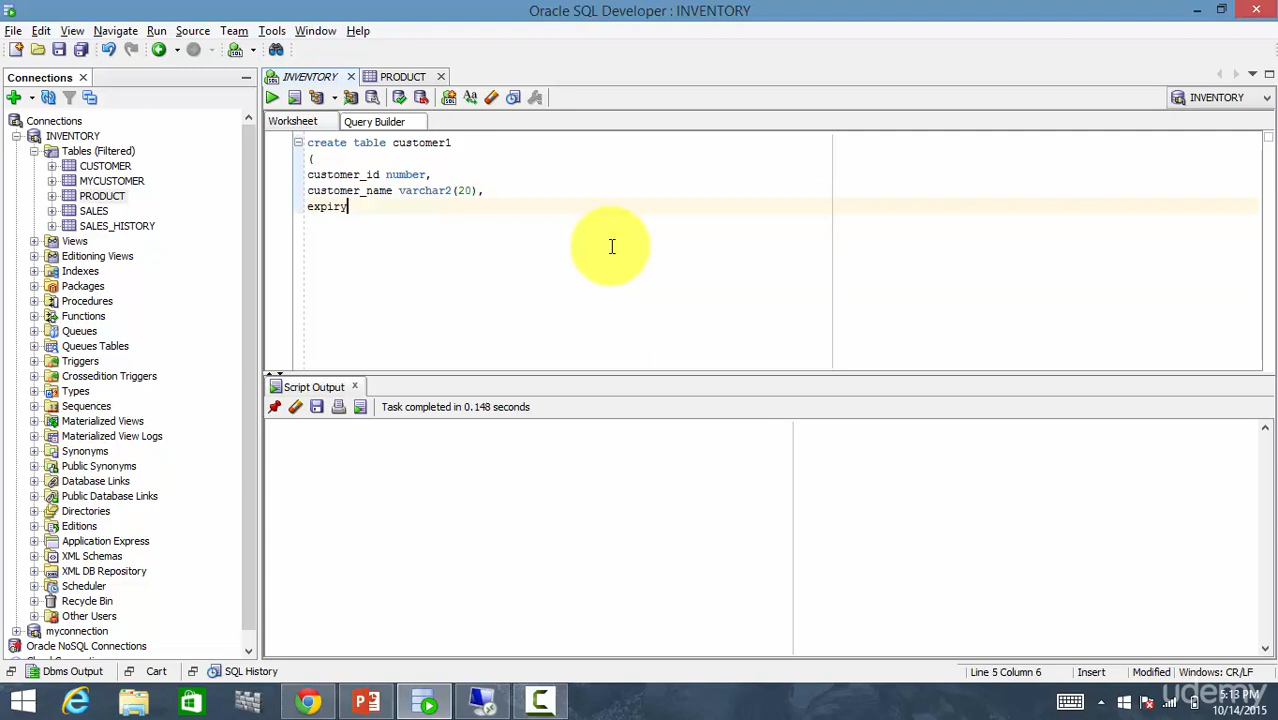 Oracle SQL Developer : INVENTORY
File Edit View Navigate Run Source Team Tools Window Help
Connections
INVENTORY
PRODUCT
INVENTORY
Worksheet
Query Builder
Connections
INVENTORY
Tables (Filtered)
CUSTOMER
MYCUSTOMER
PRODUCT
SALES
SALES_HISTORY
Views
Editioning Views
Indexes
Packages
Procedures
Functions
Queues
Queues Tables
Triggers
Crossedition Triggers
Types
Sequences
Materialized Views
Materialized View Logs
Synonyms
Public Synonyms
Database Links
Public Database Links
Directories
Editions
Application Express
XML Schemas
XML DB Repository
Scheduler
Recycle Bin
Other Users
myconnection
Oracle NoSQL Connections
create table customer1
(
customer_id number,
customer_name varchar2(20),
expiry
Script Output
Task completed in 0.148 seconds
Dbms Output
Cart
SQL History
Line 5 Column 6
Insert
Modified
Windows: CR/LF
5:13 PM
10/14/2015
udemy